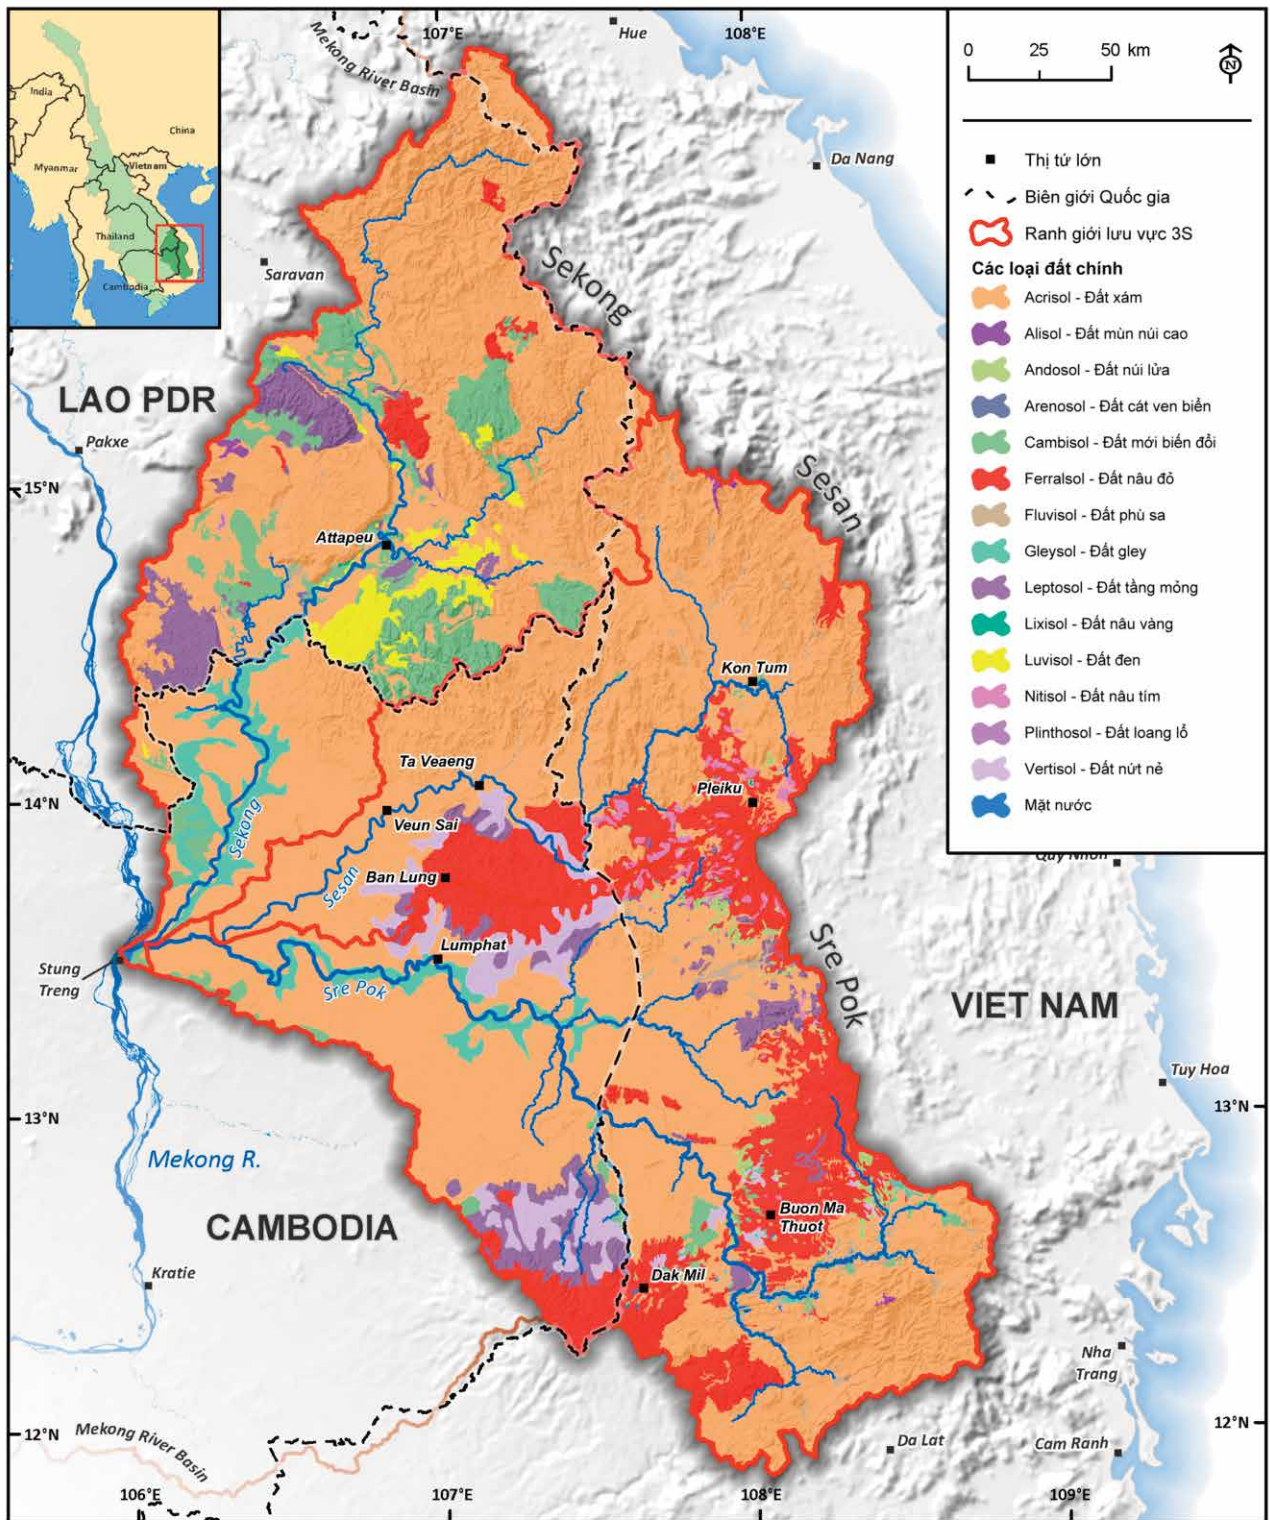 107°E
108°E
Hue
Mekong River Basin
0 25 50 km
N
India
China
Myanmar
Vietnam
Thailand
Cambodia
Da Nang
Thị tứ lớn
Biên giới Quốc gia
Ranh giới lưu vực 3S
Các loại đất chính
Acrisol - Đất xám
Alisol - Đất mùn núi cao
Andosol - Đất núi lửa
Arenosol - Đất cát ven biển
Cambisol - Đất mới biến đổi
Ferralsol - Đất nâu đỏ
Fluvisol - Đất phù sa
Gleysol - Đất gley
Leptosol - Đất tầng mỏng
Lixisol - Đất nâu vàng
Luvisol - Đất đen
Nitisol - Đất nâu tím
Plinthosol - Đất loang lổ
Vertisol - Đất nứt nẻ
Mặt nước
Saravan
Sekong
LAO PDR
Pakxe
Sesan
15°N
Attapeu
Kon Tum
Ta Veaeng
14°N
Pleiku
Veun Sai
Sekong
Quy Nhon
Ban Lung
Sesan
Lumphat
Sre Pok
Stung
Treng
Sre Pok
VIET NAM
Tuy Hoa
13°N
13°N
Mekong R.
CAMBODIA
Buon Ma
Thuot
Kratie
Dak Mil
Nha
Trang
12°N
12°N
Mekong River Basin
Da Lat
Cam Ranh
106°E
107°E
108°E
109°E